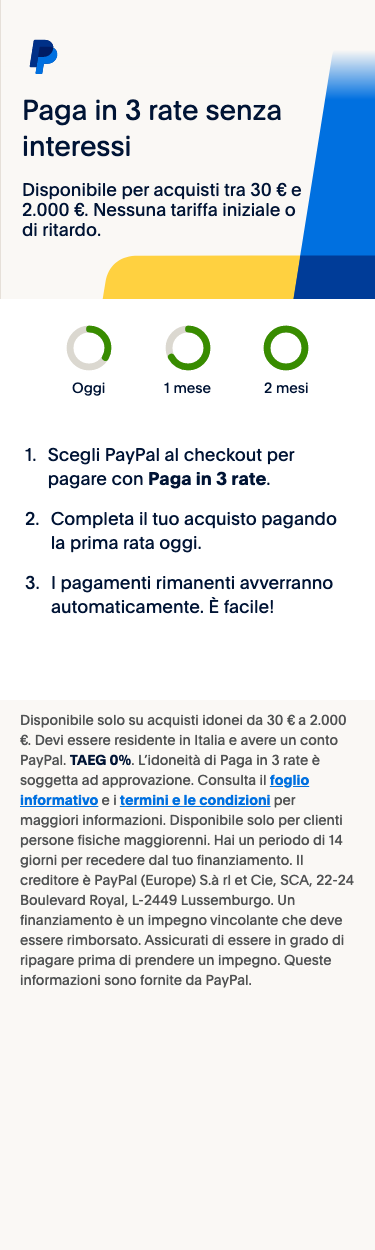 Paga in 3 rate senza
interessi
Disponibile per acquisti tra 30 € e
2.000 €. Nessuna tariffa iniziale o
di ritardo.
Oggi
1 mese
2 mesi
1. Scegli PayPal al checkout per
pagare con Paga in 3 rate.
2. Completa il tuo acquisto pagando
la prima rata oggi.
3. I pagamenti rimanenti avverranno
automaticamente. È facile!
Disponibile solo su acquisti idonei da 30 € a 2.000
€. Devi essere residente in Italia e avere un conto
PayPal. TAEG 0%. L'idoneità di Paga in 3 rate è
soggetta ad approvazione. Consulta il foglio
informativo e i termini e le condizioni per
maggiori informazioni. Disponibile solo per clienti
persone fisiche maggiorenni. Hai un periodo di 14
giorni per recedere dal tuo finanziamento. Il
creditore è PayPal (Europe) S.à rl et Cie, SCA, 22-24
Boulevard Royal, L-2449 Lussemburgo. Un
finanziamento è un impegno vincolante che deve
essere rimborsato. Assicurati di essere in grado di
ripagare prima di prendere un impegno. Queste
informazioni sono fornite da PayPal.